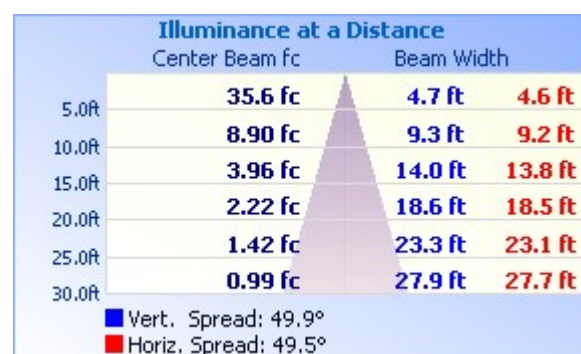 Illuminance at a Distance
Center Beam fc Beam Width
5.0ft 35.6 fc 4.7 ft 4.6 ft
10.0ft 8.90 fc 9.3 ft 9.2 ft
15.0ft 3.96 fc 14.0 ft 13.8 ft
20.0ft 2.22 fc 18.6 ft 18.5 ft
25.0ft 1.42 fc 23.3 ft 23.1 ft
30.0ft 0.99 fc 27.9 ft 27.7 ft
Vert. Spread: 49.9°
Horiz. Spread: 49.5°